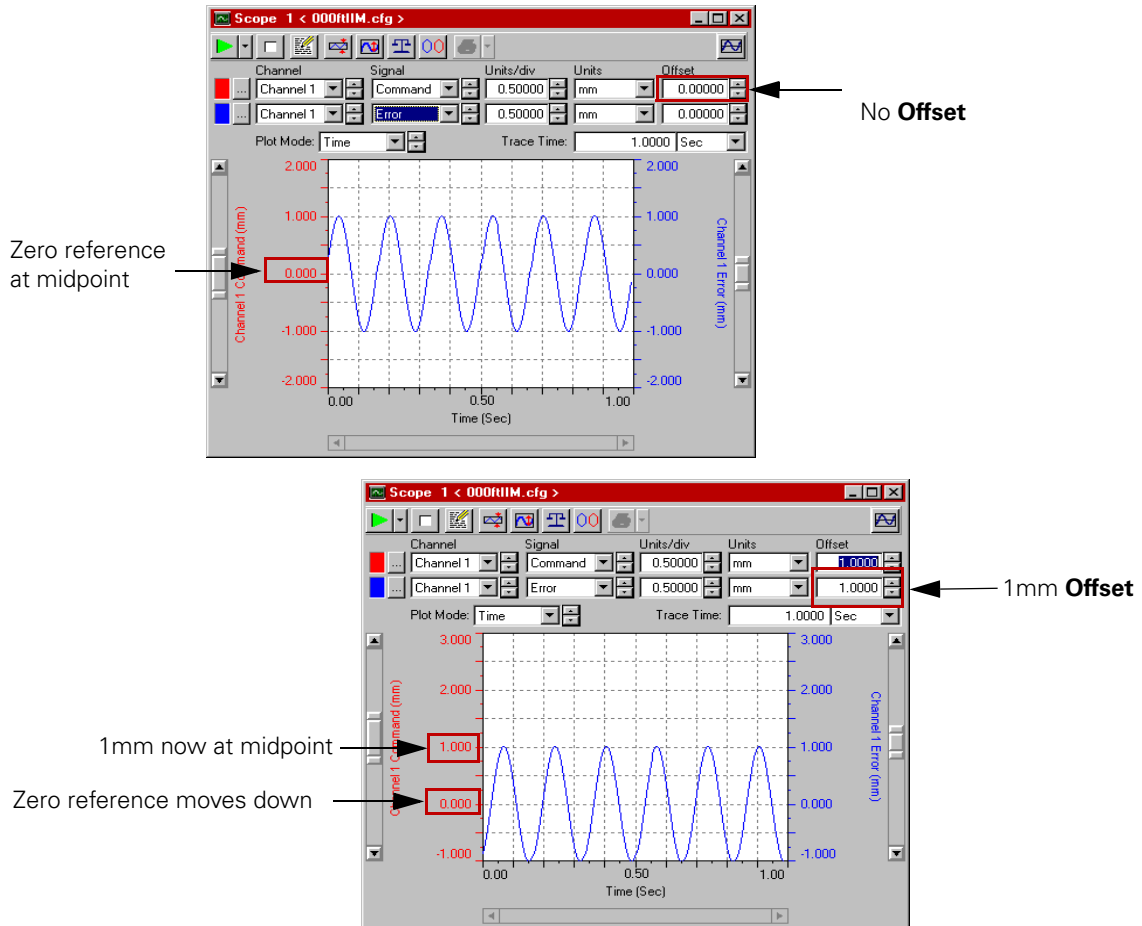 Scope 1 < 000ftIIM.cfg >
Channel Signal Units/div Units Offset
... Channel 1 Command 0.50000 mm 0.00000
... Channel 1 Error 0.50000 mm 0.00000
No Offset
Plot Mode: Time Trace Time: 1.0000 Sec
2.000 2.000
1.000 1.000
Channel 1 Command (mm)
Channel 1 Error (mm)
Zero reference
at midpoint
0.000 0.000
-1.000 -1.000
-2.000 -2.000
0.00 0.50 1.00
Time (Sec)
Scope 1 < 000ftIIM.cfg >
Channel Signal Units/div Units Offset
... Channel 1 Command 0.50000 mm 1.0000
... Channel 1 Error 0.50000 mm 1.0000
1mm Offset
Plot Mode: Time Trace Time: 1.0000 Sec
3.000 3.000
2.000 2.000
Channel 1 Command (mm)
Channel 1 Error (mm)
1mm now at midpoint
1.000 1.000
Zero reference moves down
0.000 0.000
-1.000 -1.000
0.00 0.50 1.00
Time (Sec)